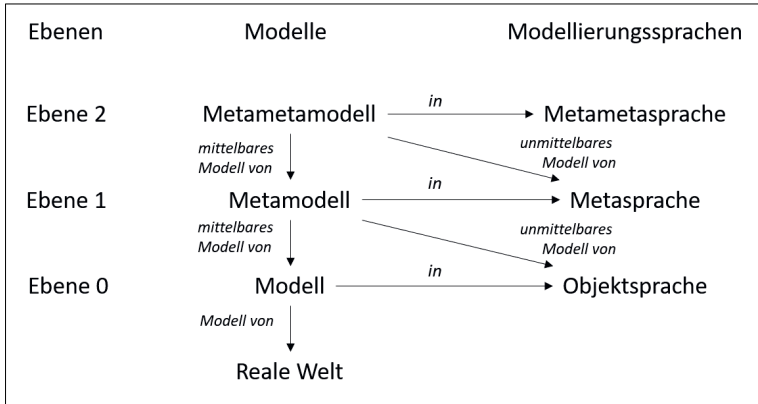 Ebenen Modelle Modellierungssprachen
Ebene 2 Metametamodell in Metametasprache
mittelbares unmittelbares
Modell von Modell von
Ebene 1 Metamodell in Metasprache
mittelbares unmittelbares
Modell von Modell von
Ebene 0 Modell in Objektsprache
Modell von
Reale Welt